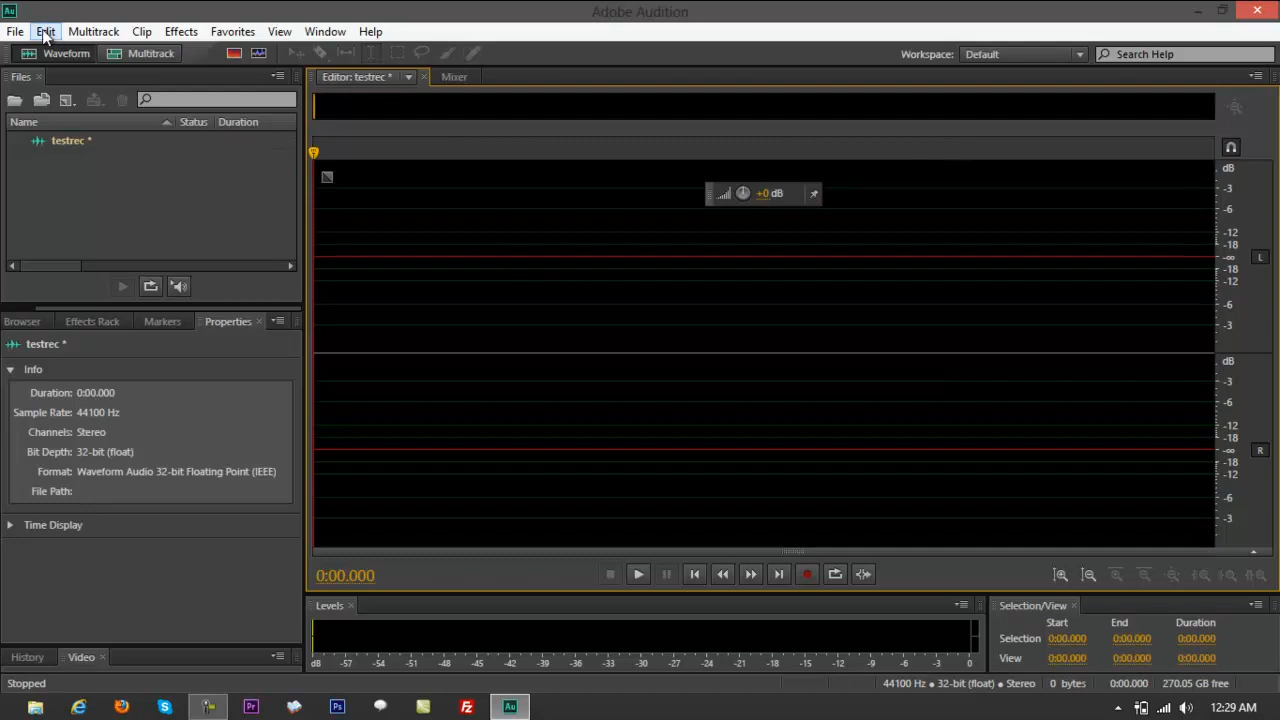 Au
Adobe Audition
File Edit Multitrack Clip Effects Favorites View Window Help
Waveform Multitrack
Workspace: Default
Search Help
Files
Name Status Duration
testrec *
Browser Effects Rack Markers Properties
testrec *
Info
Duration: 0:00.000
Sample Rate: 44100 Hz
Channels: Stereo
Bit Depth: 32-bit (float)
Format: Waveform Audio 32-bit Floating Point (IEEE)
File Path:
Time Display
History Video
Editor: testrec * Mixer
+0 dB
dB
-3
-6
-12
-18
-∞
-18
-12
-6
-3
L
dB
-3
-6
-12
-18
-∞
-18
-12
-6
-3
R
0:00.000
Levels
dB -57 -54 -51 -48 -45 -42 -39 -36 -33 -30 -27 -24 -21 -18 -15 -12 -9 -6 -3 0
Selection/View
Start End Duration
Selection 0:00.000 0:00.000 0:00.000
View 0:00.000 0:00.000 0:00.000
Stopped
44100 Hz ● 32-bit (float) ● Stereo 0 bytes 0:00.000 270.05 GB free
Pr
Ps
Fz
Au
12:29 AM